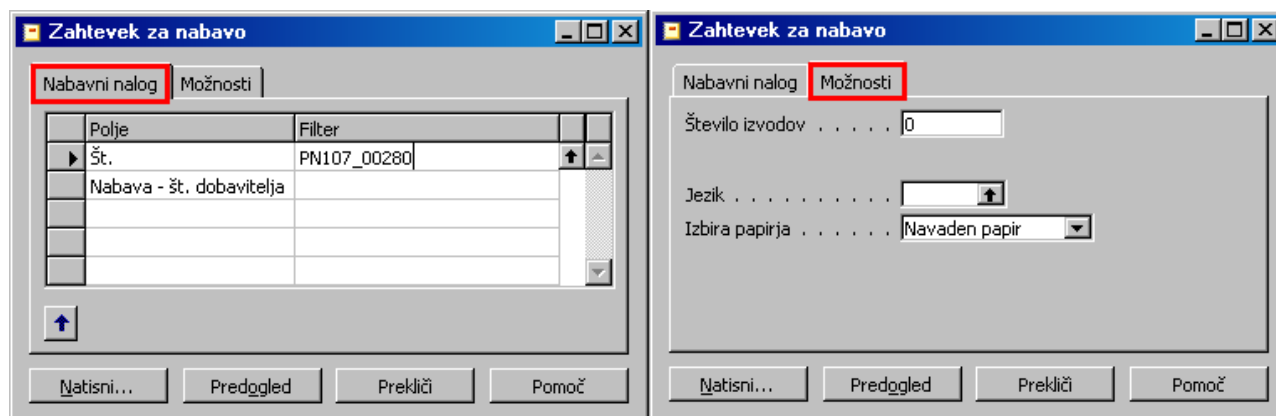 Zahtevek za nabavo
Nabavni nalog Možnosti
Polje Filter
Št. PN107_00280
Nabava - št. dobavitelja
Natisni... Predogled Prekliči Pomoč
Zahtevek za nabavo
Nabavni nalog Možnosti
Število izvodov . . . . . 0
Jezik . . . . . . . . . .
Izbira papirja . . . . . . Navaden papir
Natisni... Predogled Prekliči Pomoč